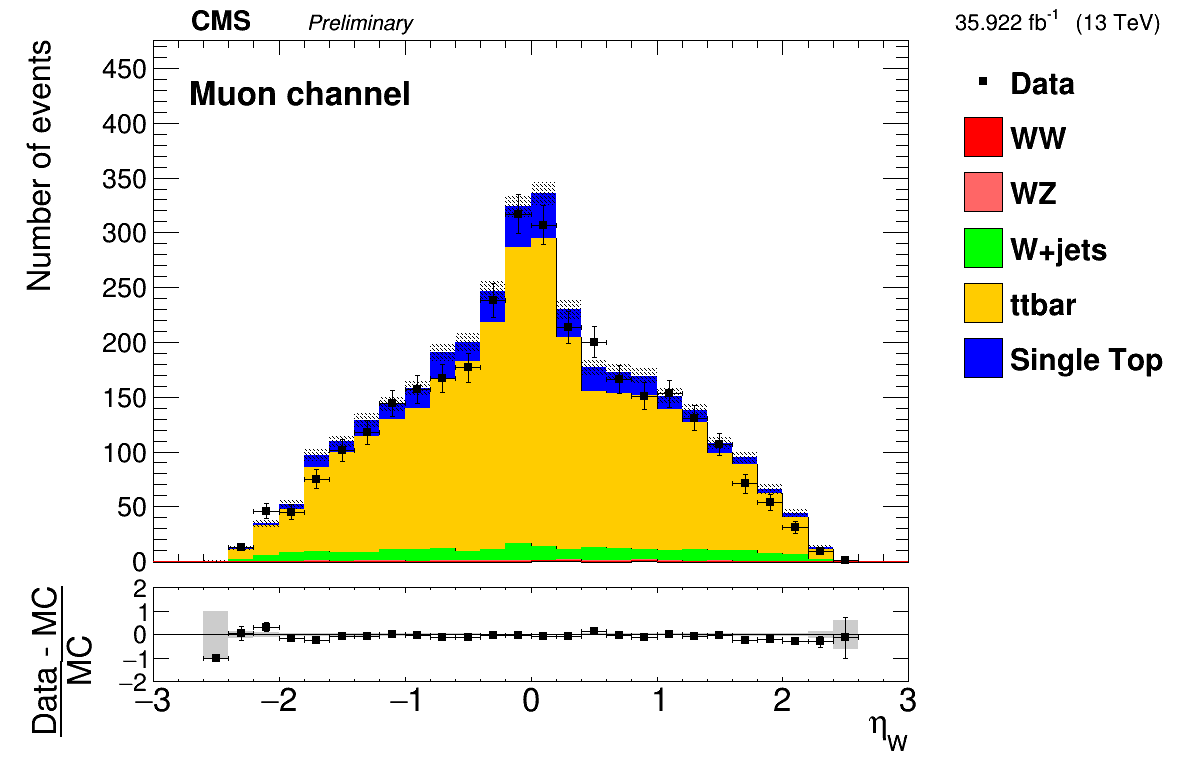 CMS Preliminary 35.922 fb-1 (13 TeV)
Number of events
Muon channel
450
400
350
300
250
200
150
100
50
0
Data
WW
WZ
W+jets
ttbar
Single Top
Data - MC
MC
2
1
0
−1
−2
−3 −2 −1 0 1 2 3
ηW